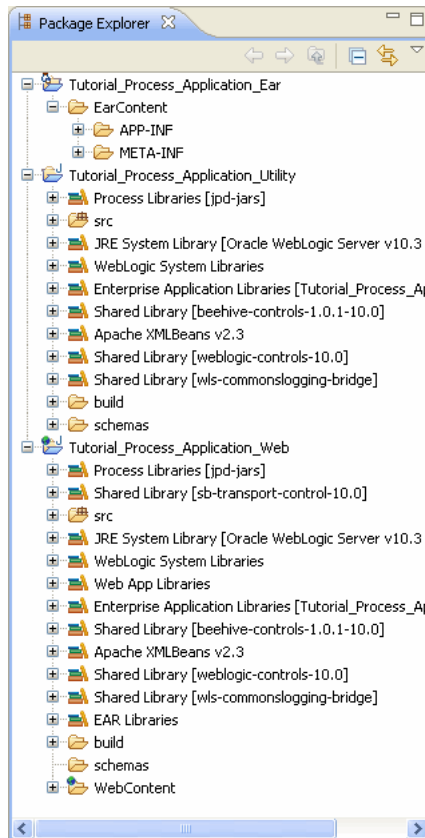 Package Explorer
Tutorial_Process_Application_Ear
EarContent
APP-INF
META-INF
Tutorial_Process_Application_Utility
Process Libraries [jpd-jars]
src
JRE System Library [Oracle WebLogic Server v10.3
WebLogic System Libraries
Enterprise Application Libraries [Tutorial_Process_Ap
Shared Library [beehive-controls-1.0.1-10.0]
Apache XMLBeans v2.3
Shared Library [weblogic-controls-10.0]
Shared Library [wls-commonslogging-bridge]
build
schemas
Tutorial_Process_Application_Web
Process Libraries [jpd-jars]
Shared Library [sb-transport-control-10.0]
src
JRE System Library [Oracle WebLogic Server v10.3
WebLogic System Libraries
Web App Libraries
Enterprise Application Libraries [Tutorial_Process_Ap
Shared Library [beehive-controls-1.0.1-10.0]
Apache XMLBeans v2.3
Shared Library [weblogic-controls-10.0]
Shared Library [wls-commonslogging-bridge]
EAR Libraries
build
schemas
WebContent